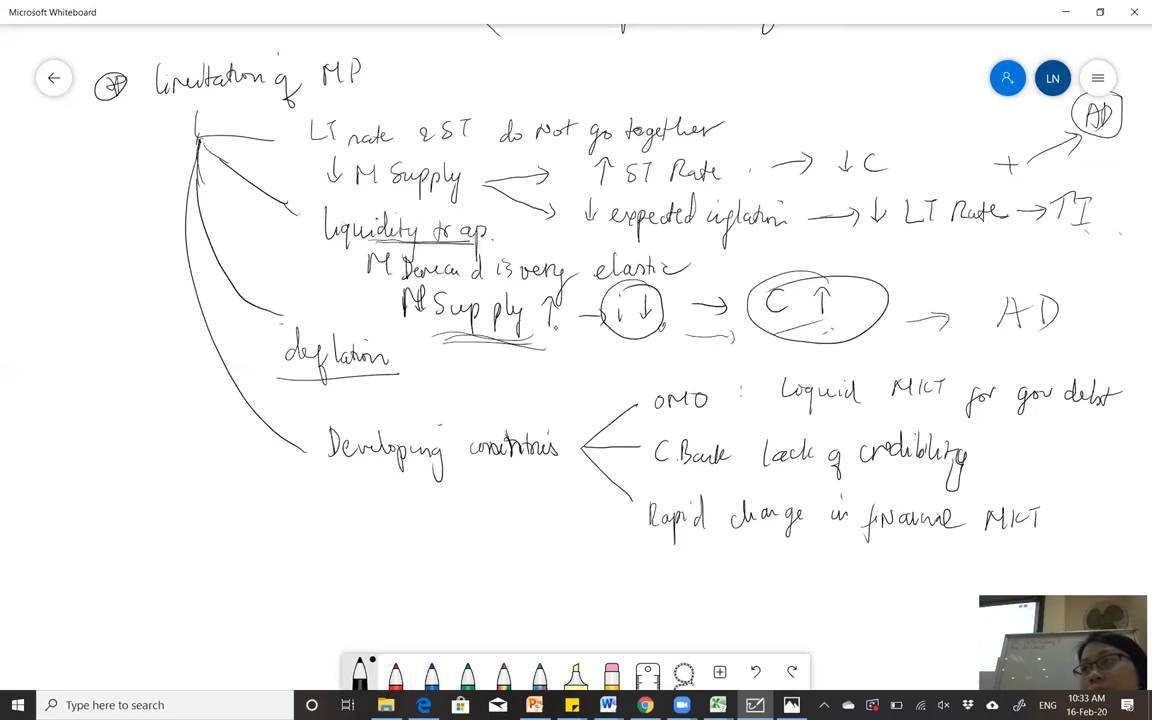 Microsoft Whiteboard
limitation of MP
LN
AD
LT rate & ST do not go together
↓ M Supply → ↑ ST Rate → ↓ C +
→ ↓ expected inflation → ↓ LT Rate → ↑ I
liquidity trap.
M Demand is very elastic
M Supply ↑ → i ↓ → C ↑ → AD
deflation
Developing
OMO : Liquid MKT for gov debt
C.Bank lack of credibility
Rapid change in financial MKT
Type here to search
ENG
10:33 AM
16-Feb-20